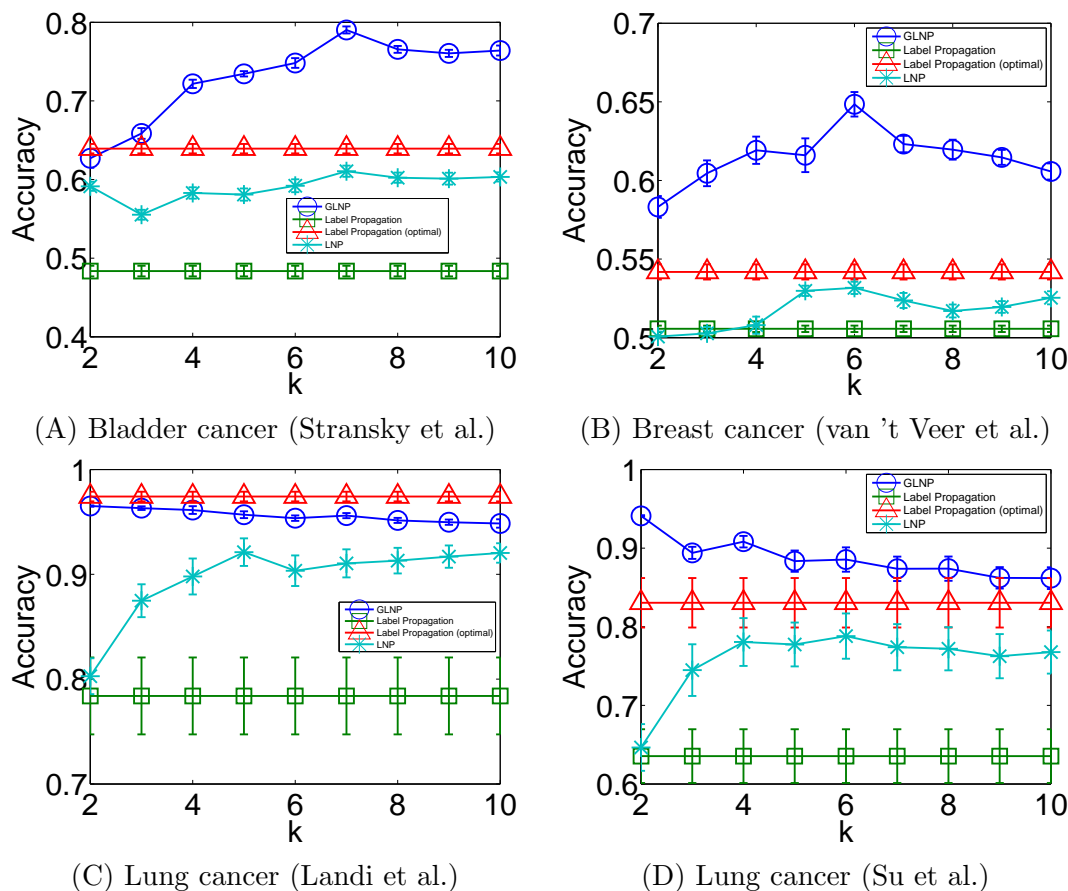 0.8
0.7
0.6
0.5
0.4
Accuracy
GLNP
Label Propagation
Label Propagation (optimal)
LNP
2 4 6 8 10
k
(A) Bladder cancer (Stransky et al.)
0.7
0.65
0.6
0.55
0.5
Accuracy
GLNP
Label Propagation
Label Propagation (optimal)
LNP
2 4 6 8 10
k
(B) Breast cancer (van 't Veer et al.)
1
0.9
0.8
0.7
Accuracy
GLNP
Label Propagation
Label Propagation (optimal)
LNP
2 4 6 8 10
k
(C) Lung cancer (Landi et al.)
1
0.9
0.8
0.7
0.6
Accuracy
GLNP
Label Propagation
Label Propagation (optimal)
LNP
2 4 6 8 10
k
(D) Lung cancer (Su et al.)